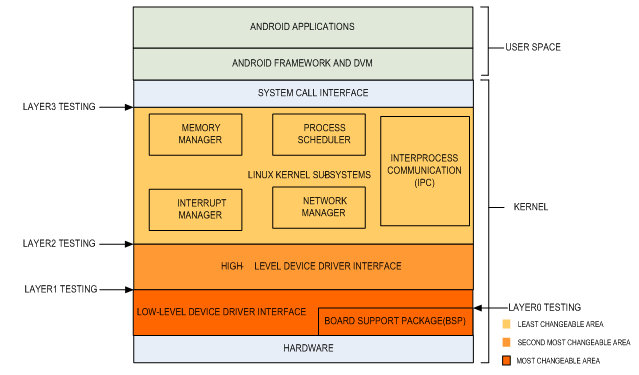 ANDROID APPLICATIONS
ANDROID FRAMEWORK AND DVM
USER SPACE
SYSTEM CALL INTERFACE
LAYER3 TESTING
MEMORY
MANAGER
PROCESS
SCHEDULER
INTERPROCESS
COMMUNICATION
(IPC)
LINUX KERNEL SUBSYSTEMS
INTERRUPT
MANAGER
NETWORK
MANAGER
KERNEL
LAYER2 TESTING
HIGH- LEVEL DEVICE DRIVER INTERFACE
LAYER1 TESTING
LOW-LEVEL DEVICE DRIVER INTERFACE
BOARD SUPPORT PACKAGE(BSP)
LAYER0 TESTING
HARDWARE
LEAST CHANGEABLE AREA
SECOND MOST CHANGEABLE AREA
MOST CHANGEABLE AREA